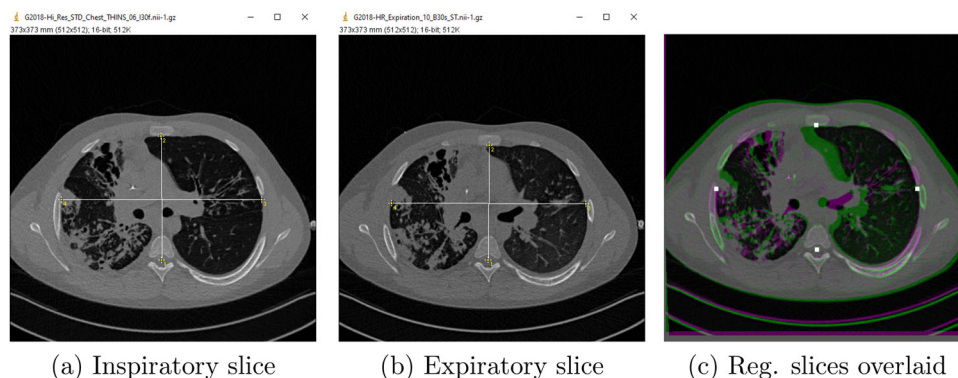 G2018-Hi_Res_STD_Chest_THINS_06_I30f.nii-1.gz
373x373 mm (512x512); 16-bit; 512K
G2018-HR_Expiration_10_B30s_ST.nii-1.gz
373x373 mm (512x512); 16-bit; 512K
(a) Inspiratory slice
(b) Expiratory slice
(c) Reg. slices overlaid